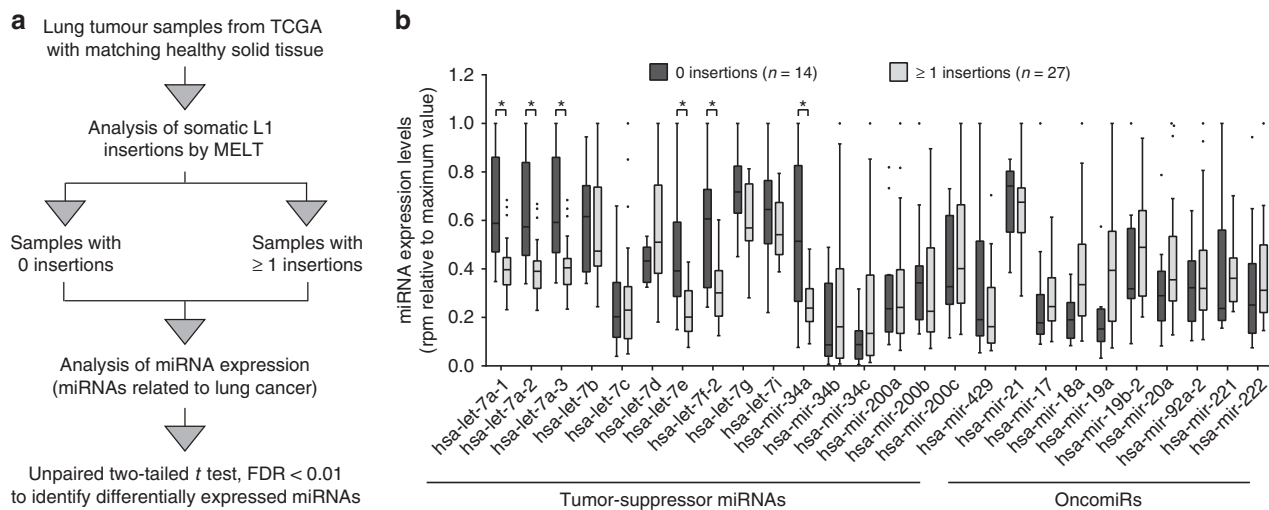 a
Lung tumour samples from TCGA
with matching healthy solid tissue
Analysis of somatic L1
insertions by MELT
Samples with
0 insertions
Samples with
≥ 1 insertions
Analysis of miRNA expression
(miRNAs related to lung cancer)
Unpaired two-tailed t test, FDR < 0.01
to identify differentially expressed miRNAs
b
0 insertions (n = 14)
≥ 1 insertions (n = 27)
miRNA expression levels
(rpm relative to maximum value)
1.2
1.0
0.8
0.6
0.4
0.2
0.0
* * * * * *
hsa-let-7a-1
hsa-let-7a-2
hsa-let-7a-3
hsa-let-7b
hsa-let-7c
hsa-let-7d
hsa-let-7e
hsa-let-7f-2
hsa-let-7g
hsa-let-7i
hsa-mir-34a
hsa-mir-34b
hsa-mir-34c
hsa-mir-200a
hsa-mir-200b
hsa-mir-200c
hsa-mir-429
hsa-mir-21
hsa-mir-17
hsa-mir-18a
hsa-mir-19a
hsa-mir-19b-2
hsa-mir-20a
hsa-mir-92a-2
hsa-mir-221
hsa-mir-222
Tumor-suppressor miRNAs
OncomiRs